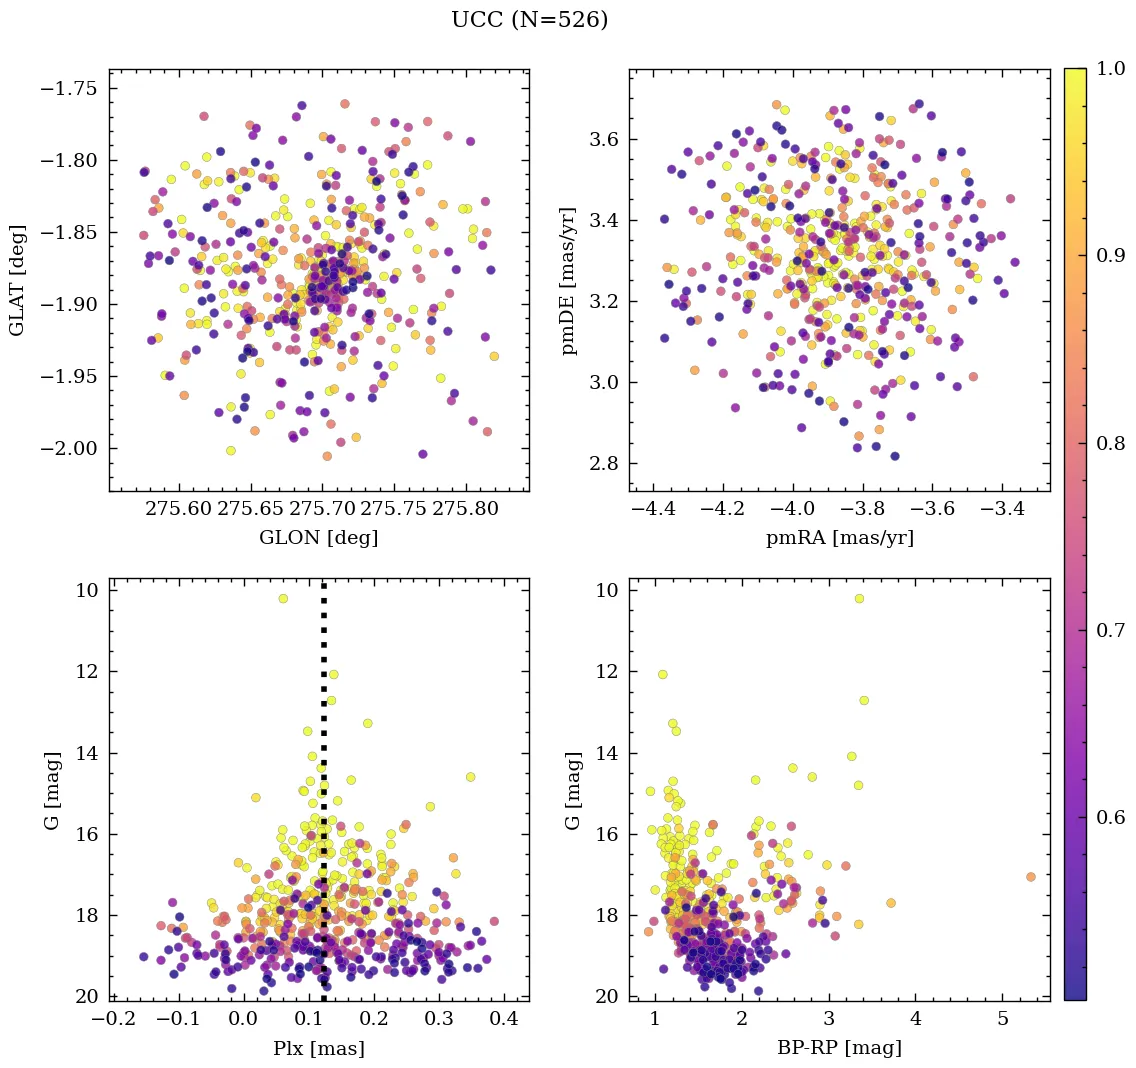 UCC (N=526)
−1.75
−1.80
−1.85
−1.90
−1.95
−2.00
GLAT [deg]
275.60 275.65 275.70 275.75 275.80
GLON [deg]
3.6
3.4
3.2
3.0
2.8
pmDE [mas/yr]
−4.4 −4.2 −4.0 −3.8 −3.6 −3.4
pmRA [mas/yr]
1.0
0.9
0.8
0.7
0.6
10
12
14
16
18
20
G [mag]
−0.2 −0.1 0.0 0.1 0.2 0.3 0.4
Plx [mas]
10
12
14
16
18
20
G [mag]
1 2 3 4 5
BP-RP [mag]